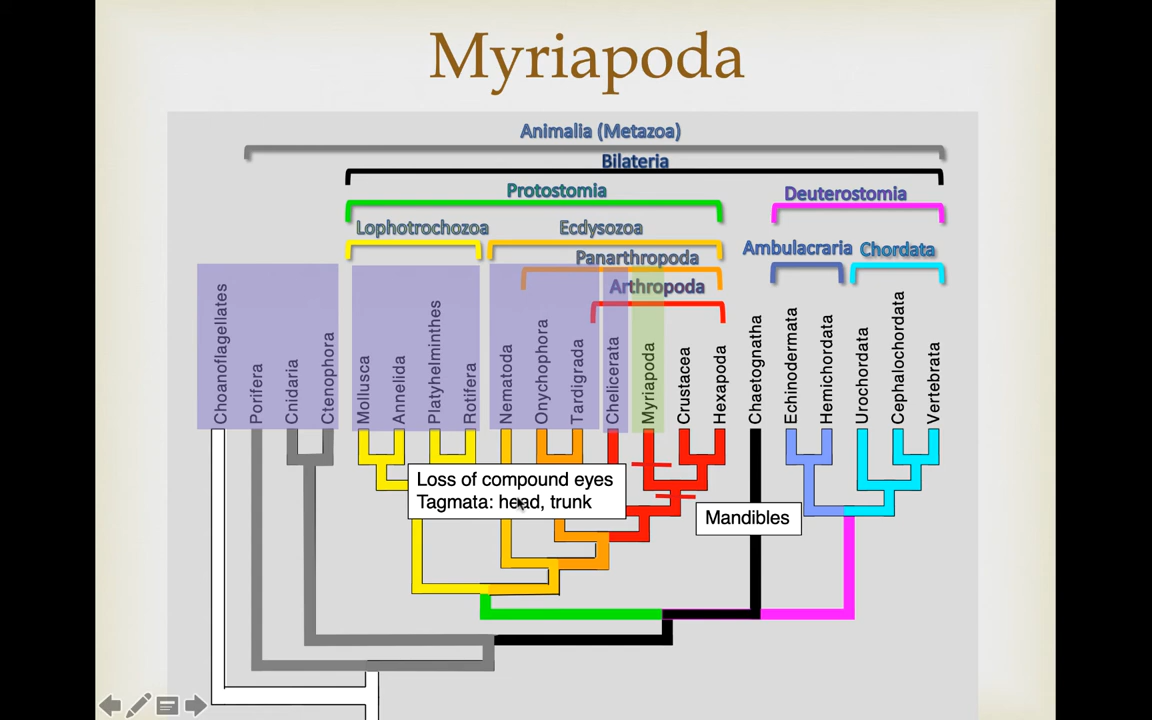 Myriapoda
Animalia (Metazoa)
Bilateria
Protostomia
Deuterostomia
Lophotrochozoa
Ecdysozoa
Panarthropoda
Ambulacraria
Chordata
Arthropoda
Choanoflagellates
Porifera
Cnidaria
Ctenophora
Mollusca
Annelida
Platyhelminthes
Rotifera
Nematoda
Onychophora
Tardigrada
Chelicerata
Myriapoda
Crustacea
Hexapoda
Chaetognatha
Echinodermata
Hemichordata
Urochordata
Cephalochordata
Vertebrata
Loss of compound eyes
Tagmata: head, trunk
Mandibles